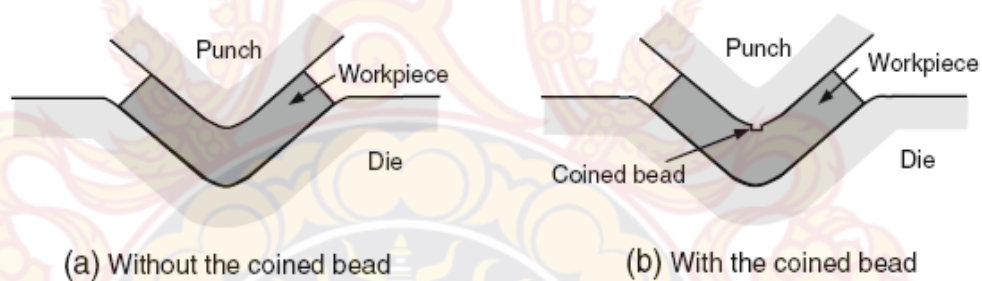 Punch
Workpiece
Die
(a) Without the coined bead
Punch
Workpiece
Coined bead
Die
(b) With the coined bead